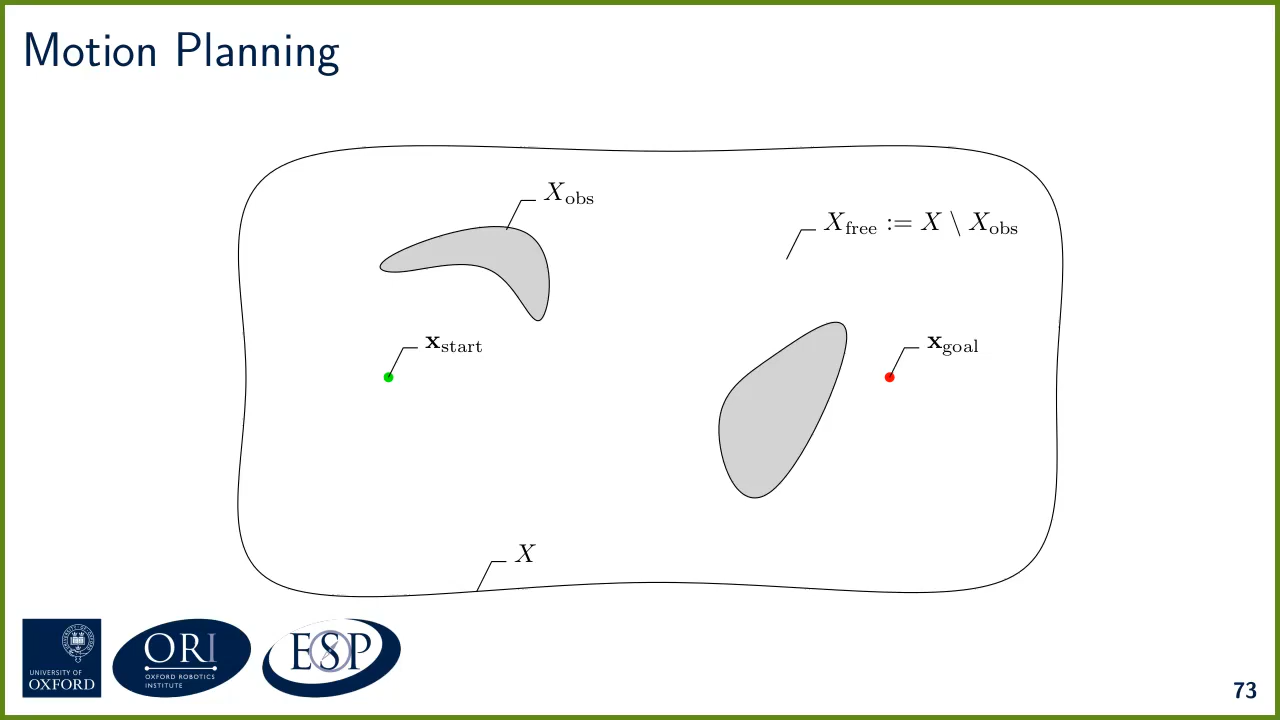 Motion Planning
X_obs
X_free := X \ X_obs
x_start
x_goal
X
UNIVERSITY OF
OXFORD
ORI
OXFORD ROBOTICS
INSTITUTE
ESP
73